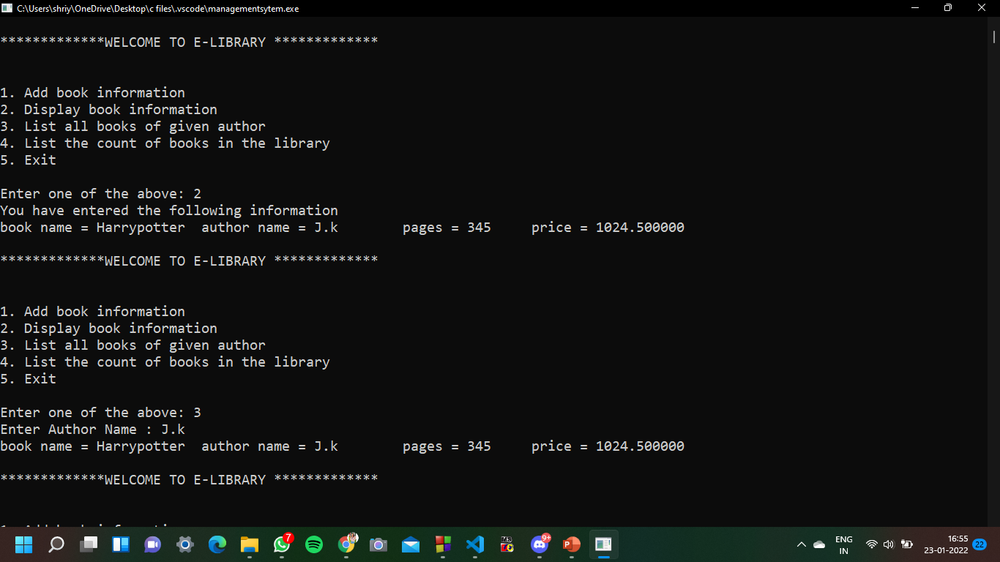 C:\Users\shriy\OneDrive\Desktop\c files\.vscode\managementsytem.exe
*************WELCOME TO E-LIBRARY *************
1. Add book information
2. Display book information
3. List all books of given author
4. List the count of books in the library
5. Exit
Enter one of the above: 2
You have entered the following information
book name = Harrypotter  author name = J.k        pages = 345     price = 1024.500000
*************WELCOME TO E-LIBRARY *************
1. Add book information
2. Display book information
3. List all books of given author
4. List the count of books in the library
5. Exit
Enter one of the above: 3
Enter Author Name : J.k
book name = Harrypotter  author name = J.k        pages = 345     price = 1024.500000
*************WELCOME TO E-LIBRARY *************
7
9+
P
ENG
IN
16:55
23-01-2022
22